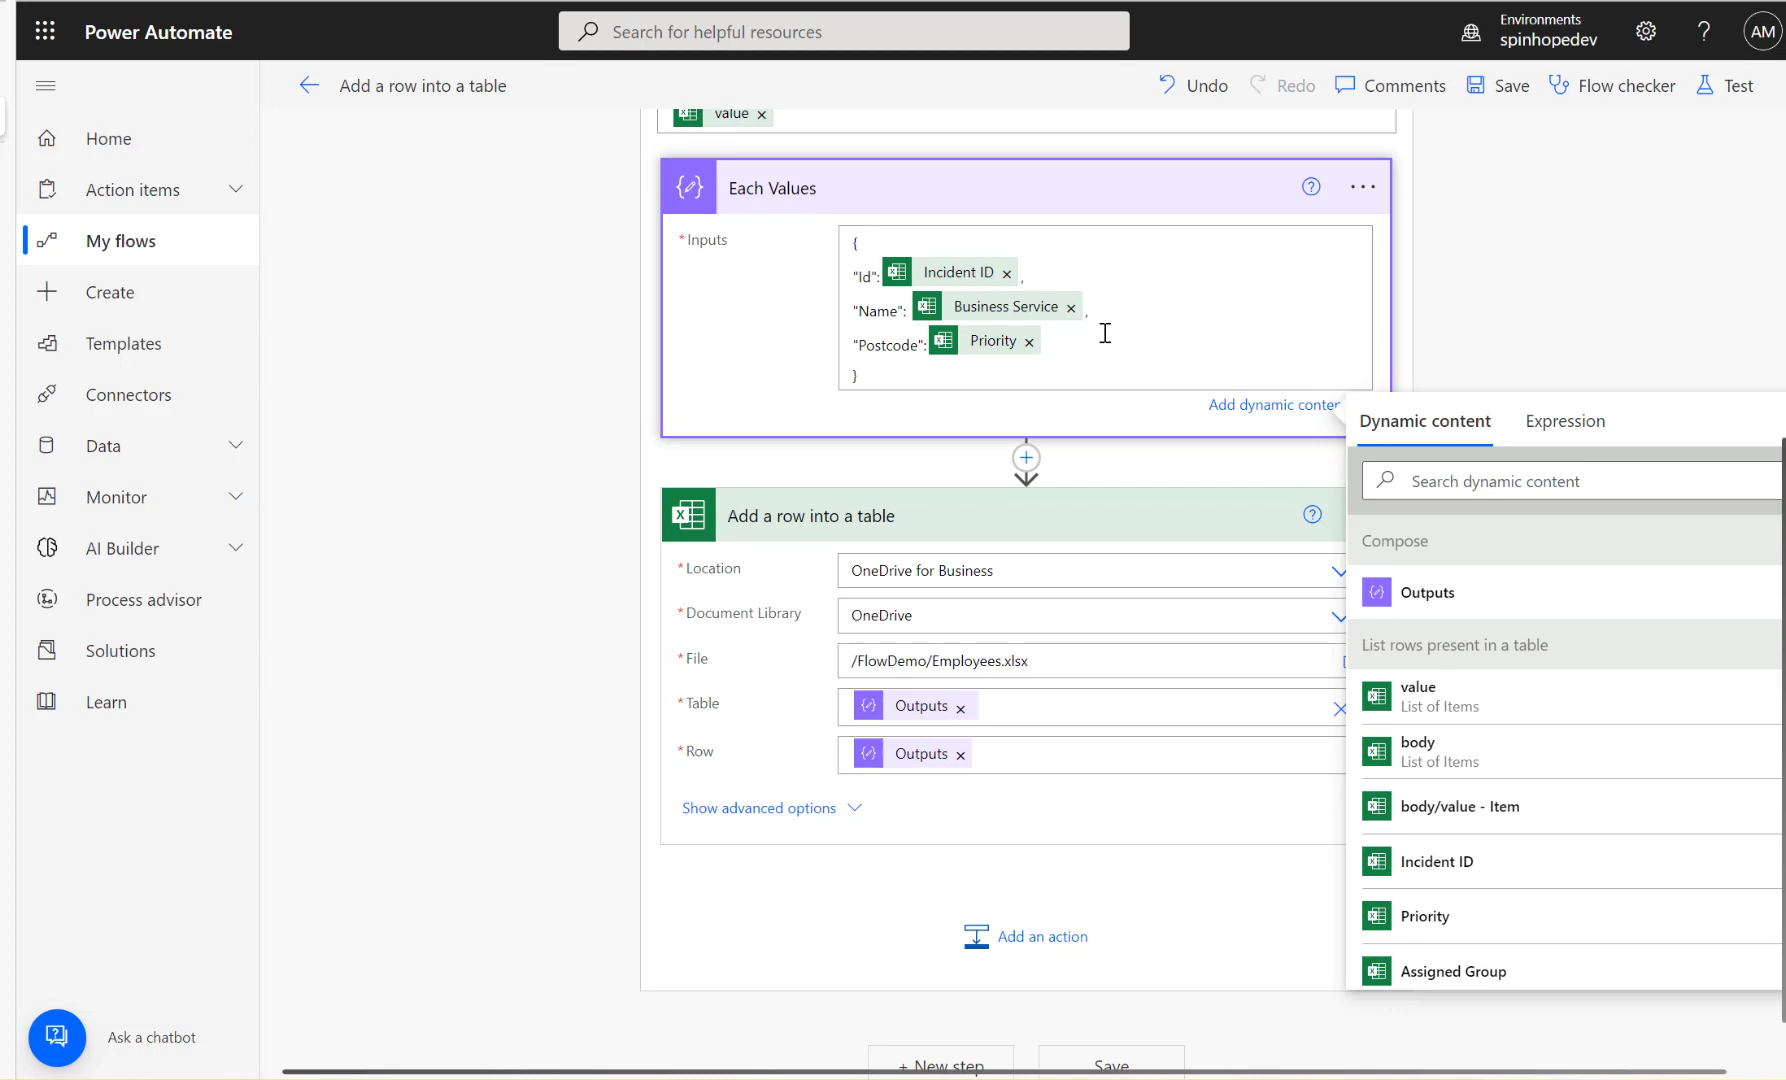 Power Automate
Search for helpful resources
Environments
spinhopedev
?
AM
Add a row into a table
Undo
Redo
Comments
Save
Flow checker
Test
Home
Action items
My flows
Create
Templates
Connectors
Data
Monitor
AI Builder
Process advisor
Solutions
Learn
Ask a chatbot
value ×
Each Values
?
...
* Inputs
{
"Id": Incident ID × ,
"Name": Business Service × ,
"Postcode": Priority ×
}
Add dynamic conten
Add a row into a table
?
* Location
OneDrive for Business
* Document Library
OneDrive
* File
/FlowDemo/Employees.xlsx
* Table
Outputs ×
* Row
Outputs ×
Show advanced options
Add an action
+ New step
Save
Dynamic content
Expression
Search dynamic content
Compose
Outputs
List rows present in a table
value
List of Items
body
List of Items
body/value - Item
Incident ID
Priority
Assigned Group